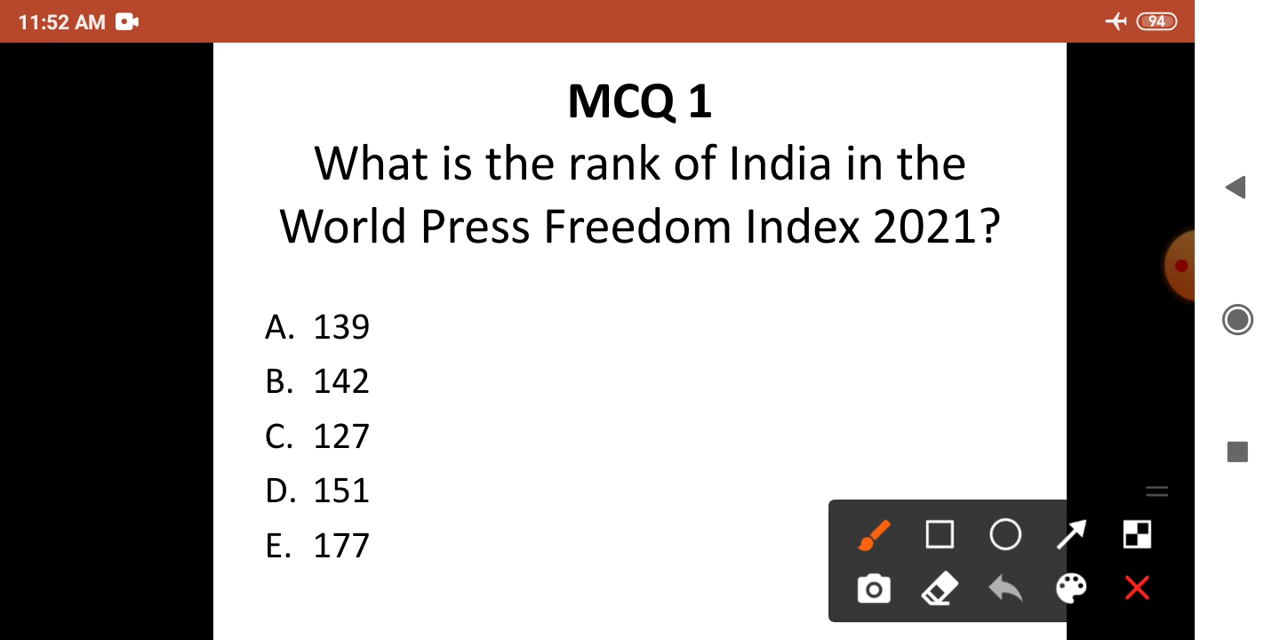 11:52 AM
94
MCQ 1
What is the rank of India in the
World Press Freedom Index 2021?
A. 139
B. 142
C. 127
D. 151
E. 177